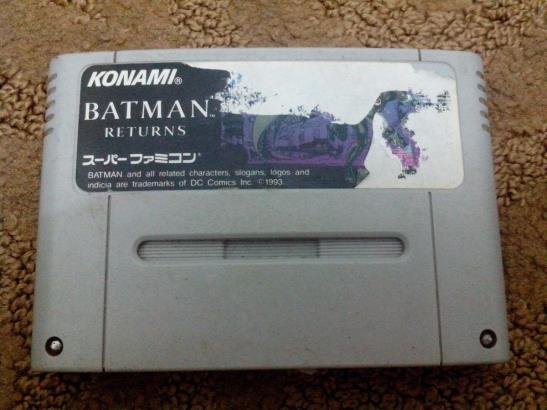 KONAMI®
BATMAN™
RETURNS
スーパーファミコン®
BATMAN and all related characters, slogans, logos and
indicia are trademarks of DC Comics Inc. ©1993